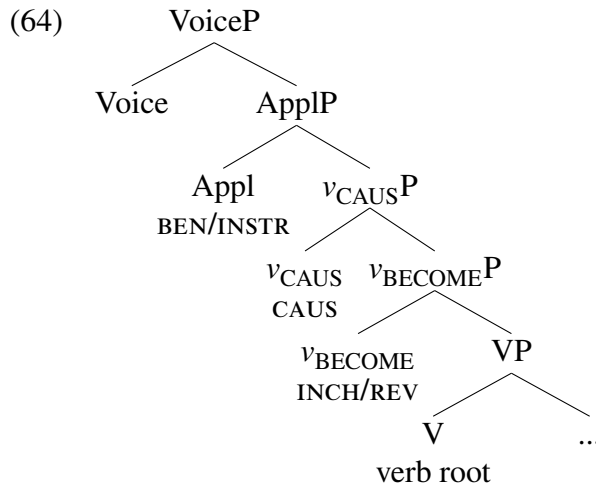 (64) VoiceP
Voice ApplP
Appl vCAUSP
BEN/INSTR
vCAUS vBECOMEP
CAUS
vBECOME VP
INCH/REV
V ...
verb root